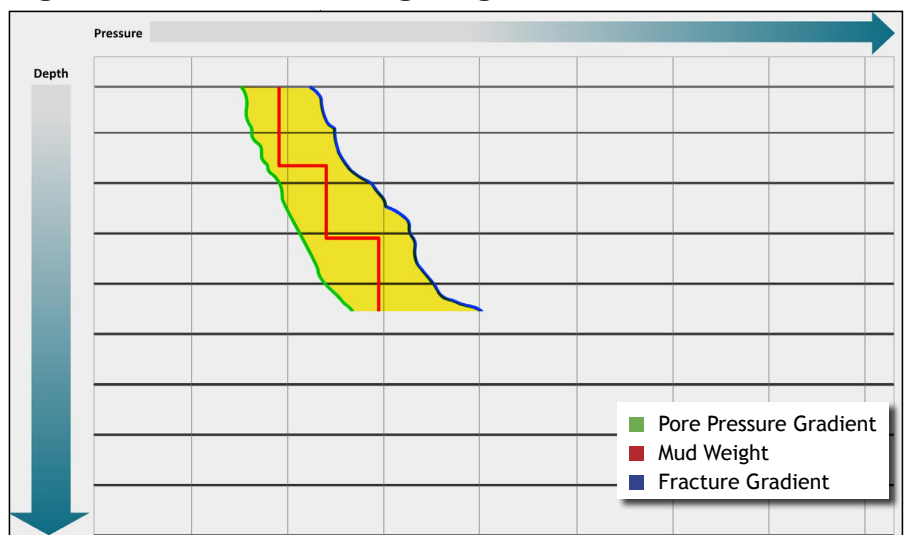 Pressure
Depth
Pore Pressure Gradient
Mud Weight
Fracture Gradient